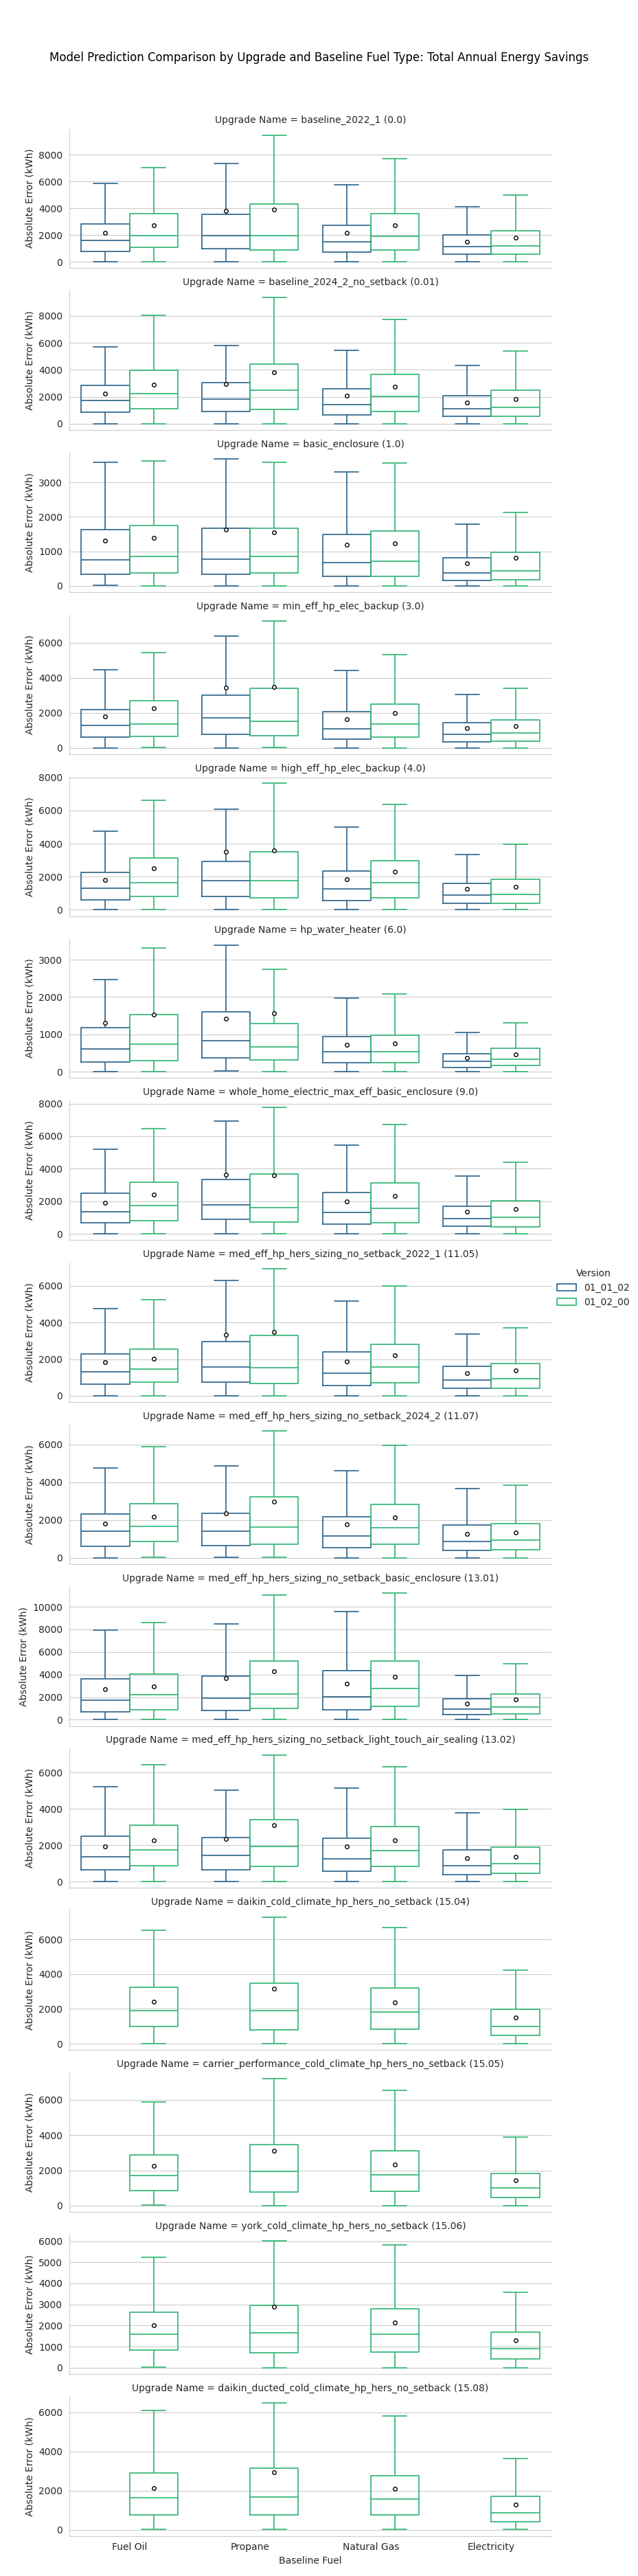 Model Prediction Comparison by Upgrade and Baseline Fuel Type: Total Annual Energy Savings
Upgrade Name = baseline_2022_1 (0.0)
8000
6000
4000
2000
0
Absolute Error (kWh)
Upgrade Name = baseline_2024_2_no_setback (0.01)
8000
6000
4000
2000
0
Absolute Error (kWh)
Upgrade Name = basic_enclosure (1.0)
3000
2000
1000
0
Absolute Error (kWh)
Upgrade Name = min_eff_hp_elec_backup (3.0)
6000
4000
2000
0
Absolute Error (kWh)
Upgrade Name = high_eff_hp_elec_backup (4.0)
8000
6000
4000
2000
0
Absolute Error (kWh)
Upgrade Name = hp_water_heater (6.0)
3000
2000
1000
0
Absolute Error (kWh)
Upgrade Name = whole_home_electric_max_eff_basic_enclosure (9.0)
8000
6000
4000
2000
0
Absolute Error (kWh)
Upgrade Name = med_eff_hp_hers_sizing_no_setback_2022_1 (11.05)
6000
4000
2000
0
Absolute Error (kWh)
Version
01_01_02
01_02_00
Upgrade Name = med_eff_hp_hers_sizing_no_setback_2024_2 (11.07)
6000
4000
2000
0
Absolute Error (kWh)
Upgrade Name = med_eff_hp_hers_sizing_no_setback_basic_enclosure (13.01)
10000
8000
6000
4000
2000
0
Absolute Error (kWh)
Upgrade Name = med_eff_hp_hers_sizing_no_setback_light_touch_air_sealing (13.02)
6000
4000
2000
0
Absolute Error (kWh)
Upgrade Name = daikin_cold_climate_hp_hers_no_setback (15.04)
6000
4000
2000
0
Absolute Error (kWh)
Upgrade Name = carrier_performance_cold_climate_hp_hers_no_setback (15.05)
6000
4000
2000
0
Absolute Error (kWh)
Upgrade Name = york_cold_climate_hp_hers_no_setback (15.06)
6000
5000
4000
3000
2000
1000
0
Absolute Error (kWh)
Upgrade Name = daikin_ducted_cold_climate_hp_hers_no_setback (15.08)
6000
4000
2000
0
Absolute Error (kWh)
Fuel Oil
Propane
Natural Gas
Electricity
Baseline Fuel